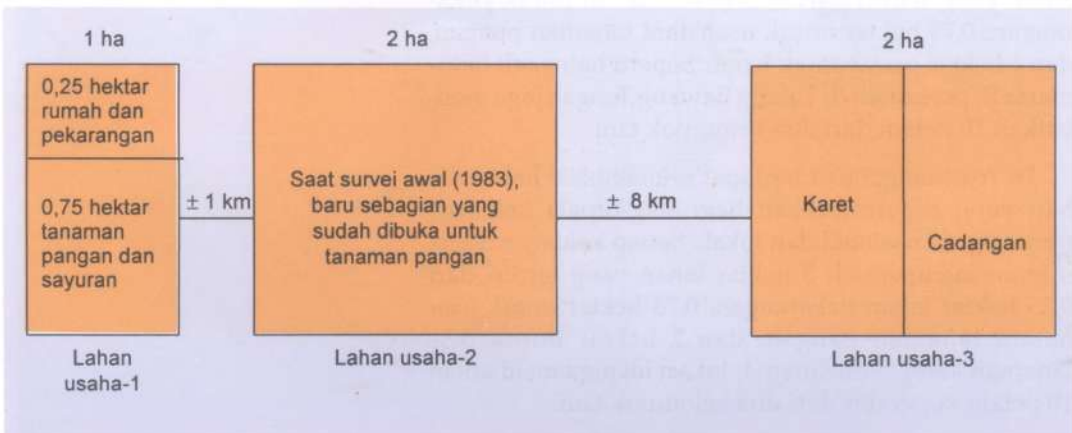 1 ha
2 ha
2 ha
0,25 hektar
rumah dan
pekarangan
0,75 hektar
tanaman
pangan dan
sayuran
± 1 km
Saat survei awal (1983),
baru sebagian yang
sudah dibuka untuk
tanaman pangan
± 8 km
Karet
Cadangan
Lahan
usaha-1
Lahan usaha-2
Lahan usaha-3